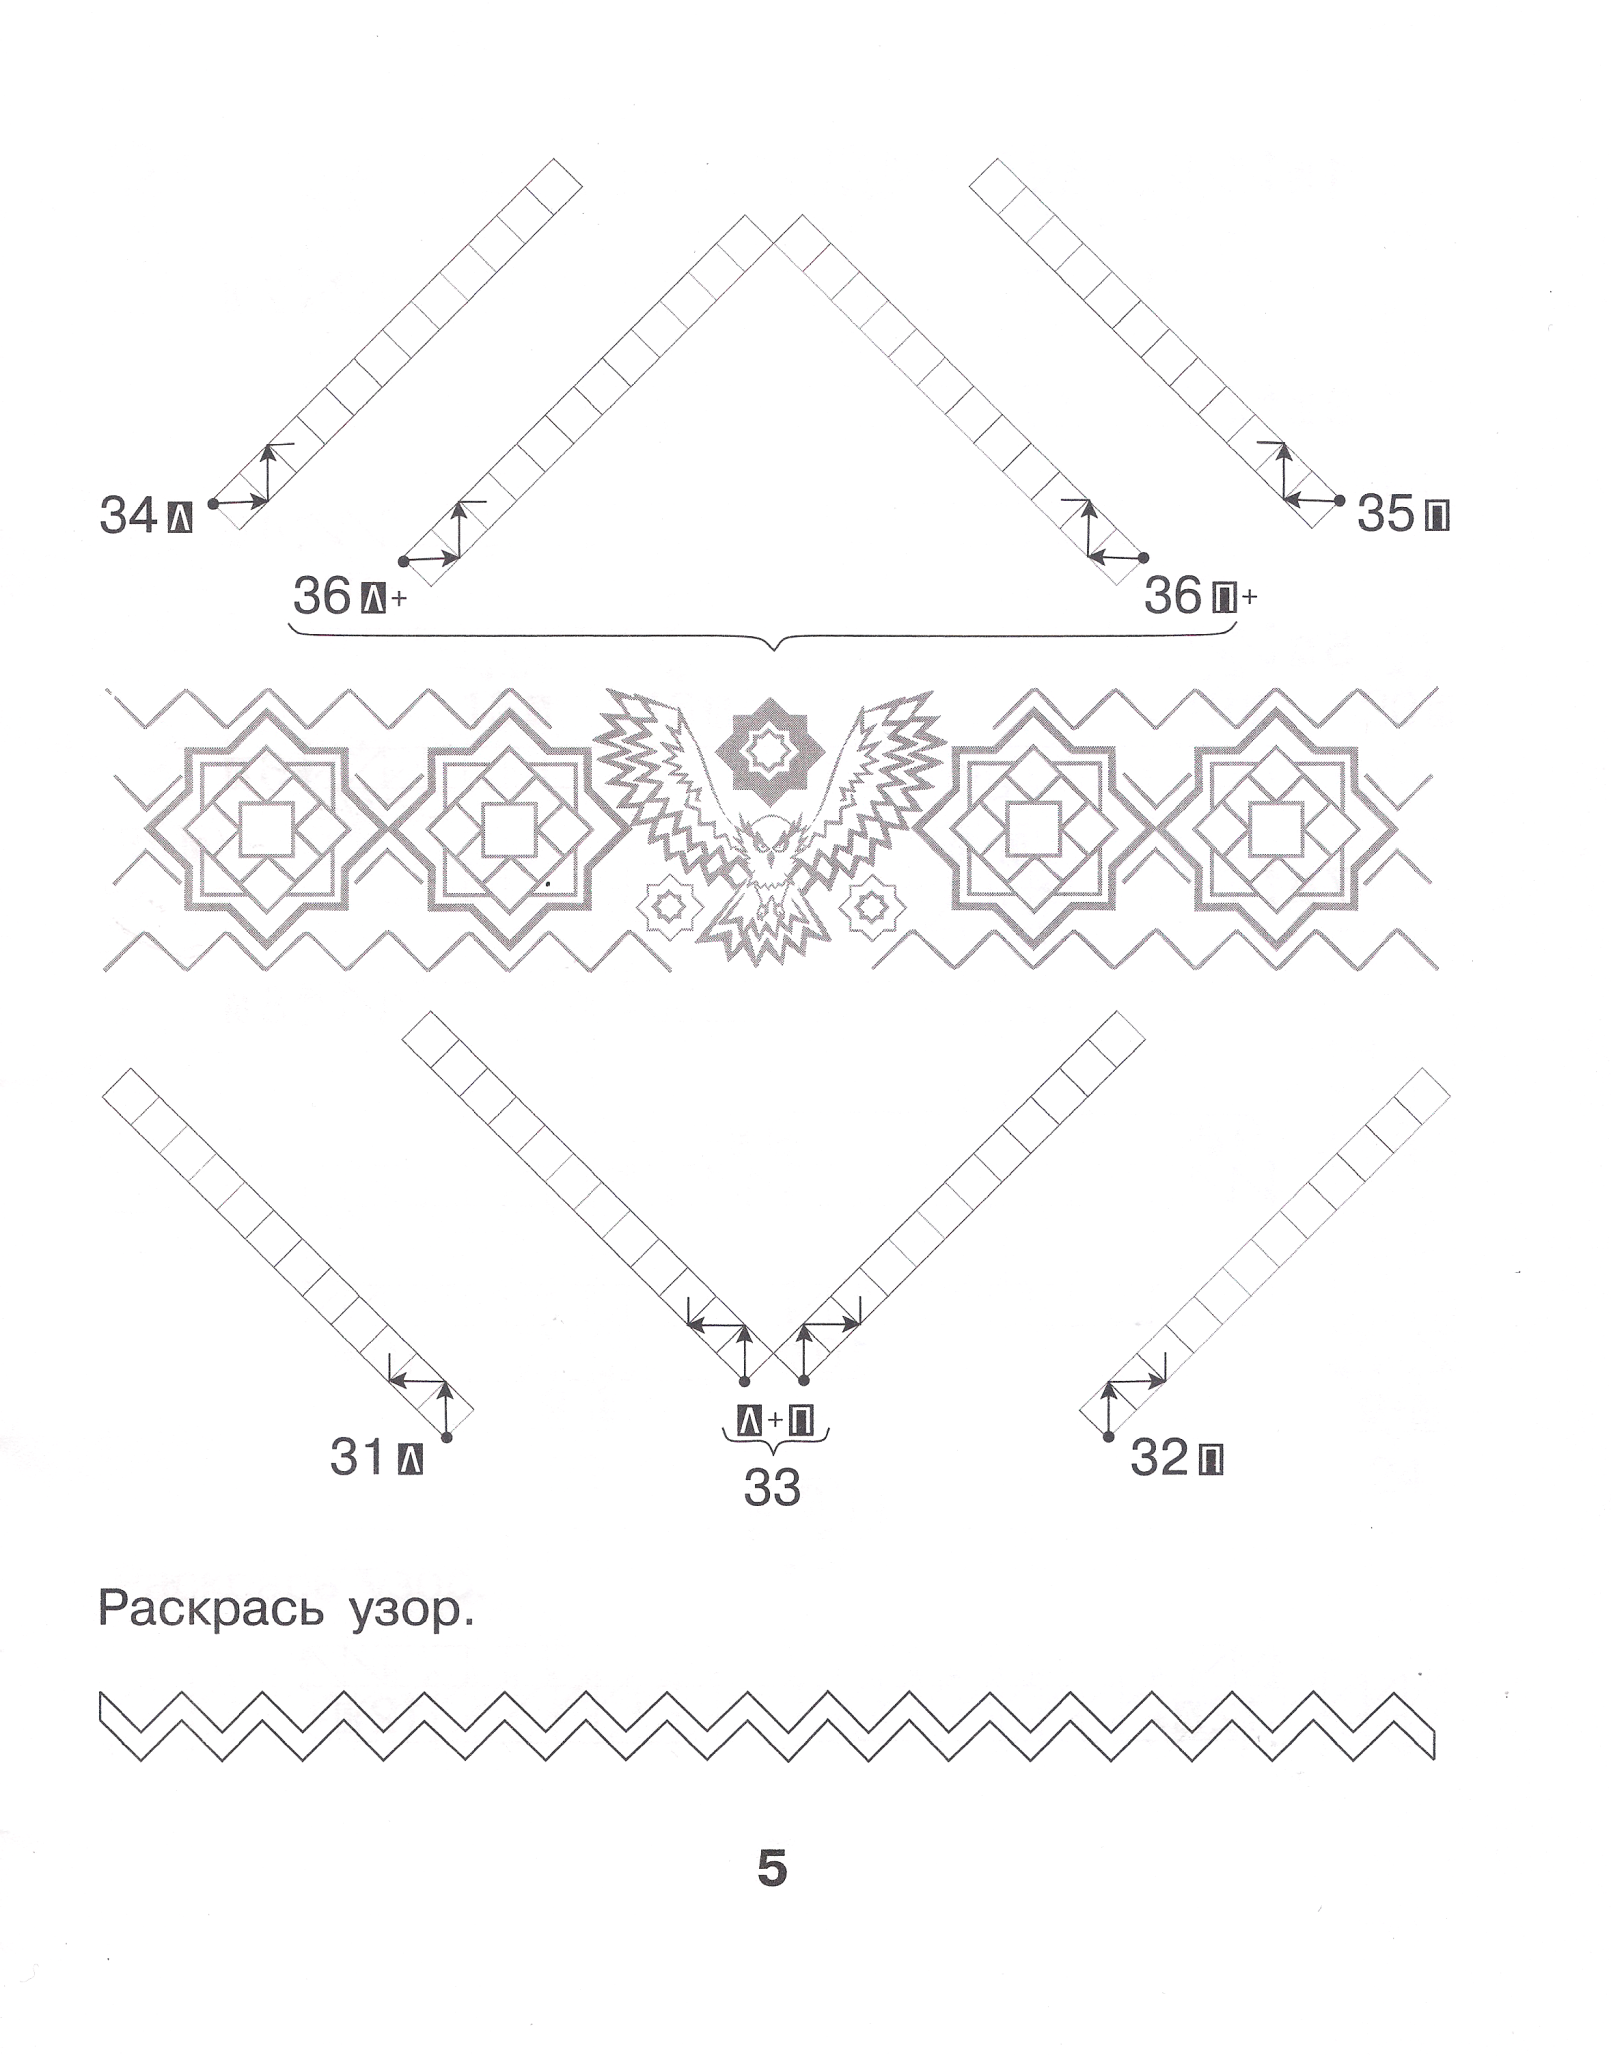 34 Л
35 П
36 Л+
36 П+
31 Л
Л+П
32 П
33
Раскрась узор.
5